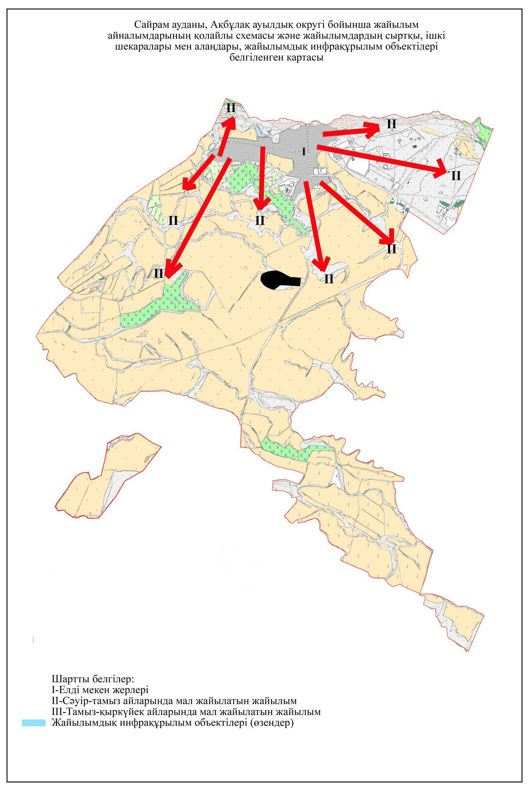 Сайрам ауданы, Ақбұлақ ауылдық округі бойынша жайылым
айналымдарының қолайлы схемасы және жайылымдардың сыртқы, ішкі
шекаралары мен алаңдары, жайылымдық инфрақұрылым объектілері
белгіленген картасы
II
II
I
II
II
II
II
II
II
Шартты белгілер:
I-Елді мекен жерлері
II-Сәуір-тамыз айларында мал жайылатын жайылым
III-Тамыз-қыркүйек айларында мал жайылатын жайылым
Жайылымдық инфрақұрылым объектілері (өзендер)